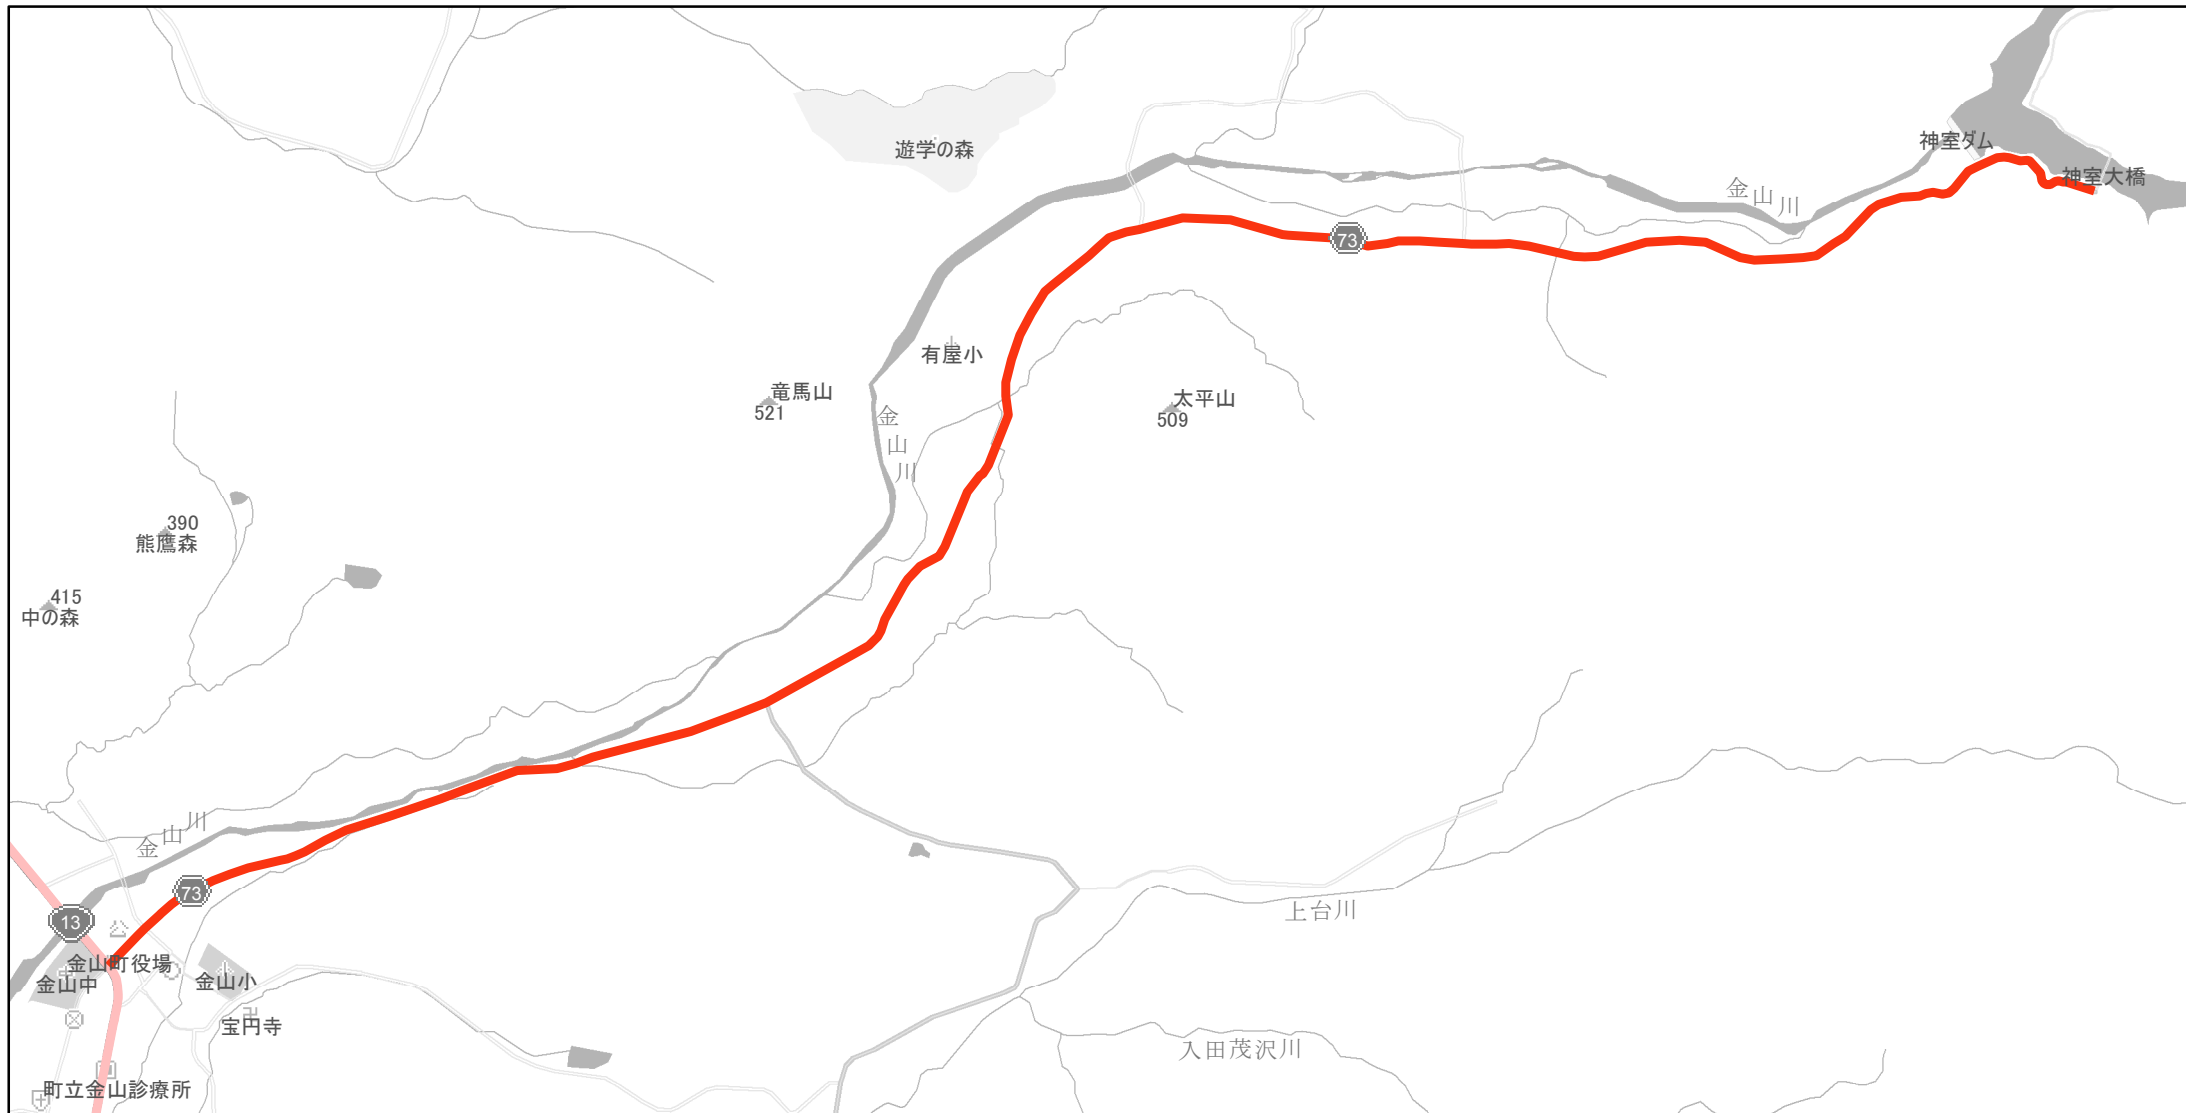 遊学の森
神室ダム
神室大橋
金山川
73
有屋小
竜馬山
521
太平山
509
金山川
390
熊鷹森
415
中の森
金山川
73
13
上台川
金山町役場
金山中
金山小
宝円寺
入田茂沢川
町立金山診療所